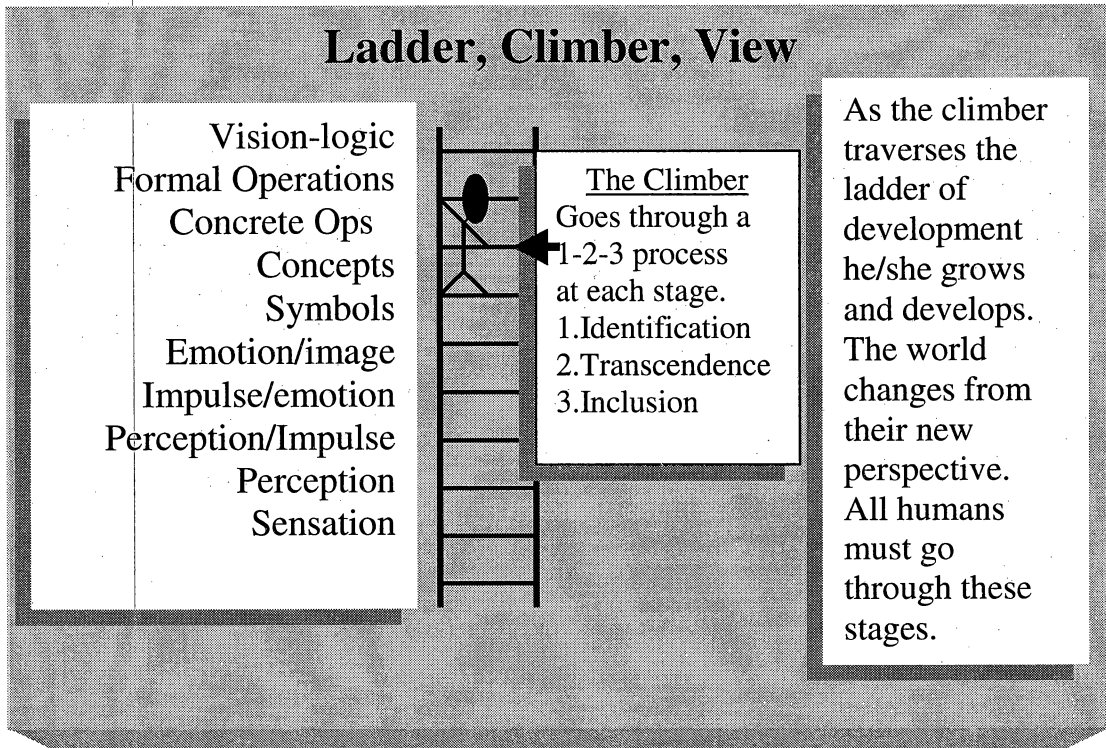 Ladder, Climber, View
Vision-logic
Formal Operations
Concrete Ops
Concepts
Symbols
Emotion/image
Impulse/emotion
Perception/Impulse
Perception
Sensation
The Climber
Goes through a
1-2-3 process
at each stage.
1.Identification
2.Transcendence
3.Inclusion
As the climber
traverses the
ladder of
development
he/she grows
and develops.
The world
changes from
their new
perspective.
All humans
must go
through these
stages.